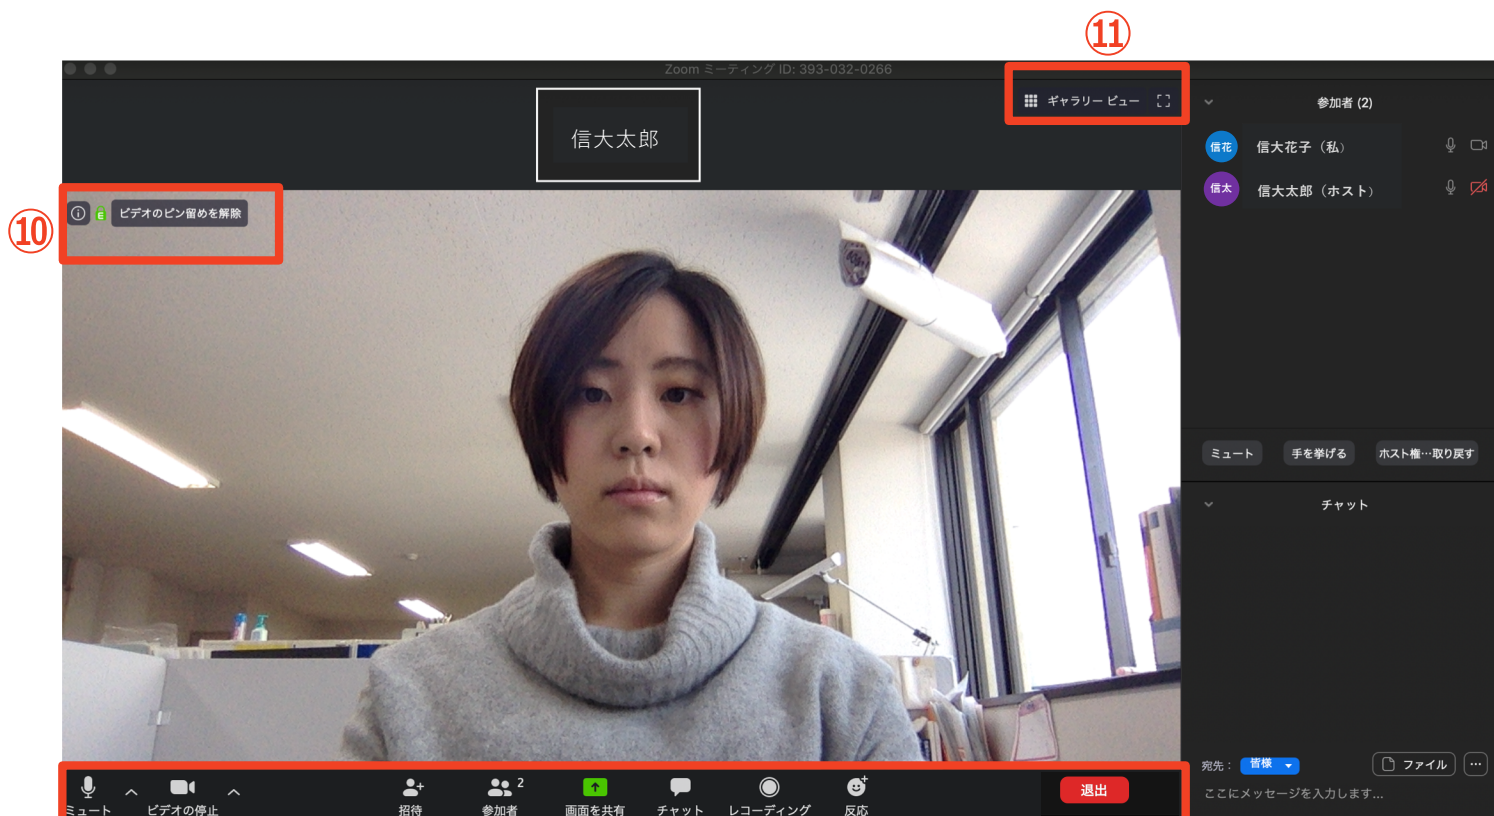 ⑪
Zoom ミーティング ID: 393-032-0266
ギャラリー ビュー
信大太郎
⑩
ビデオのピン留めを解除
参加者 (2)
信花 信大花子（私）
信太 信大太郎（ホスト）
ミュート 手を挙げる ホスト権…取り戻す
チャット
宛先： 皆様 ファイル
ここにメッセージを入力します...
ミュート ビデオの停止 招待 参加者 2 画面を共有 チャット レコーディング 反応 退出